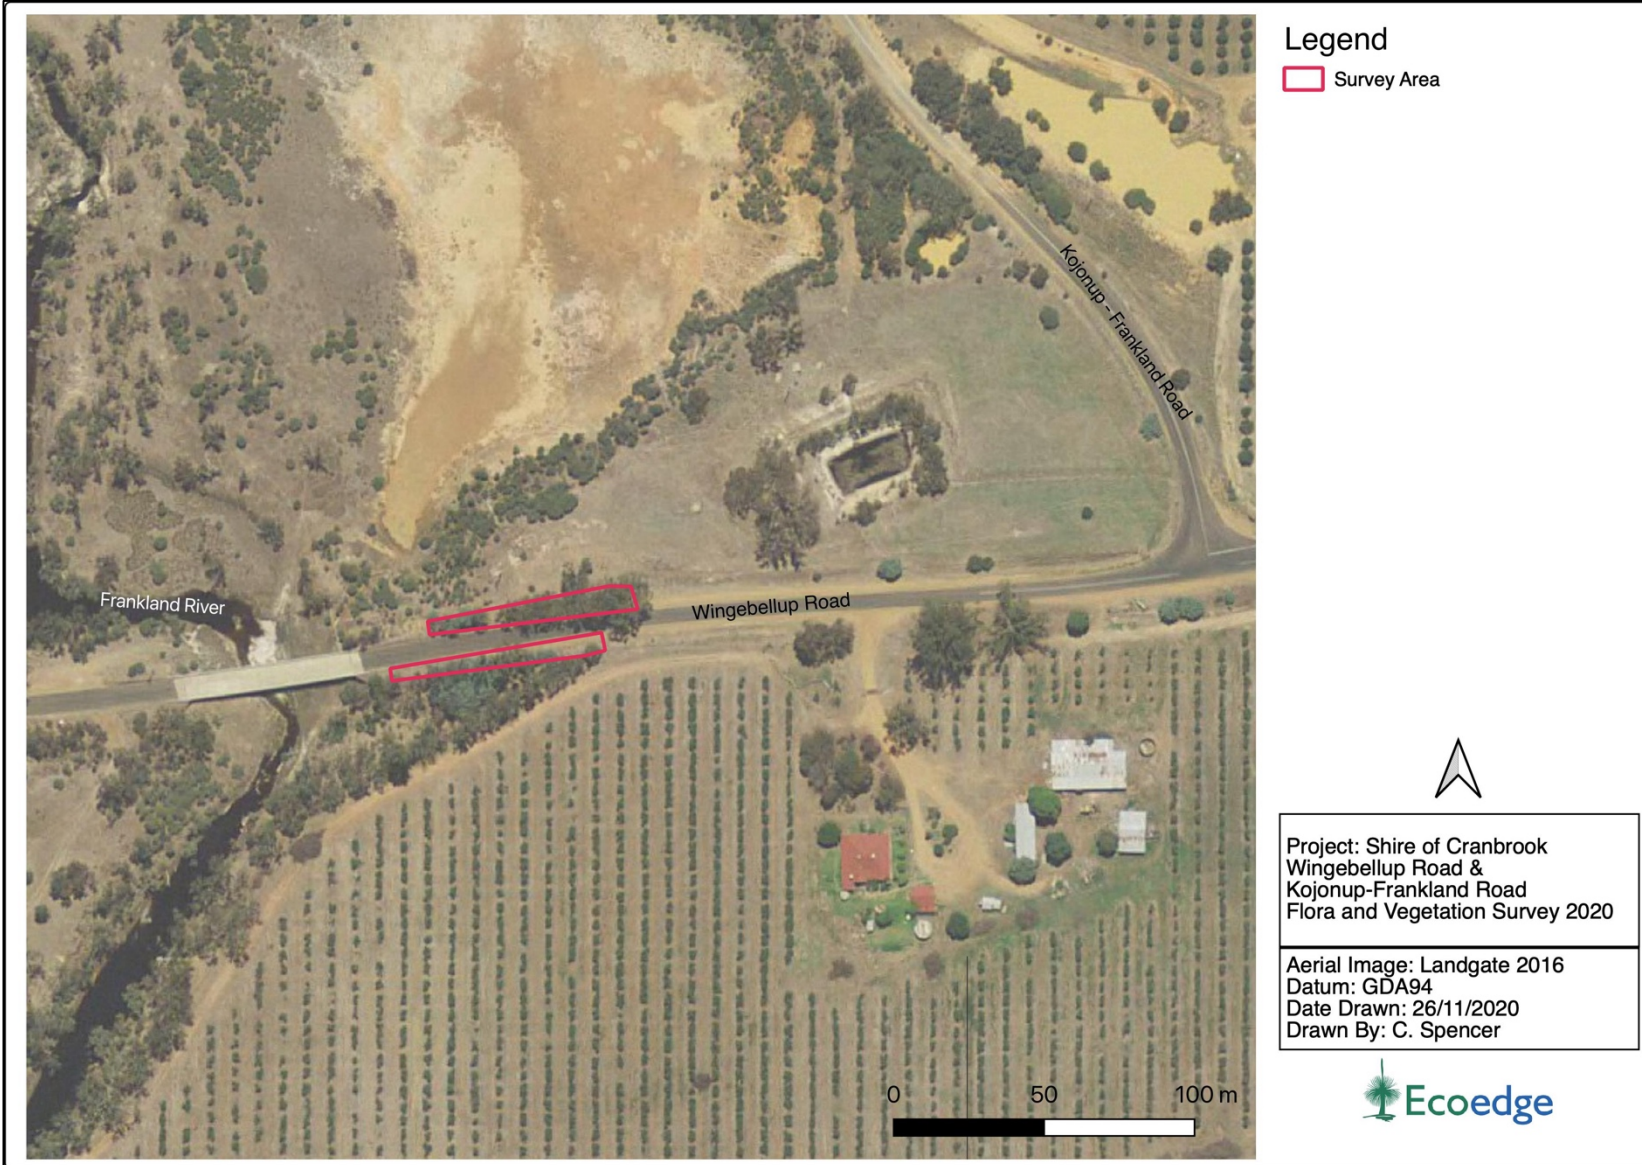 Legend
Survey Area
Kojonup - Frankland Road
Frankland River
Wingebellup Road
Project: Shire of Cranbrook
Wingebellup Road &
Kojonup-Frankland Road
Flora and Vegetation Survey 2020
Aerial Image: Landgate 2016
Datum: GDA94
Date Drawn: 26/11/2020
Drawn By: C. Spencer
0 50 100 m
Ecoedge